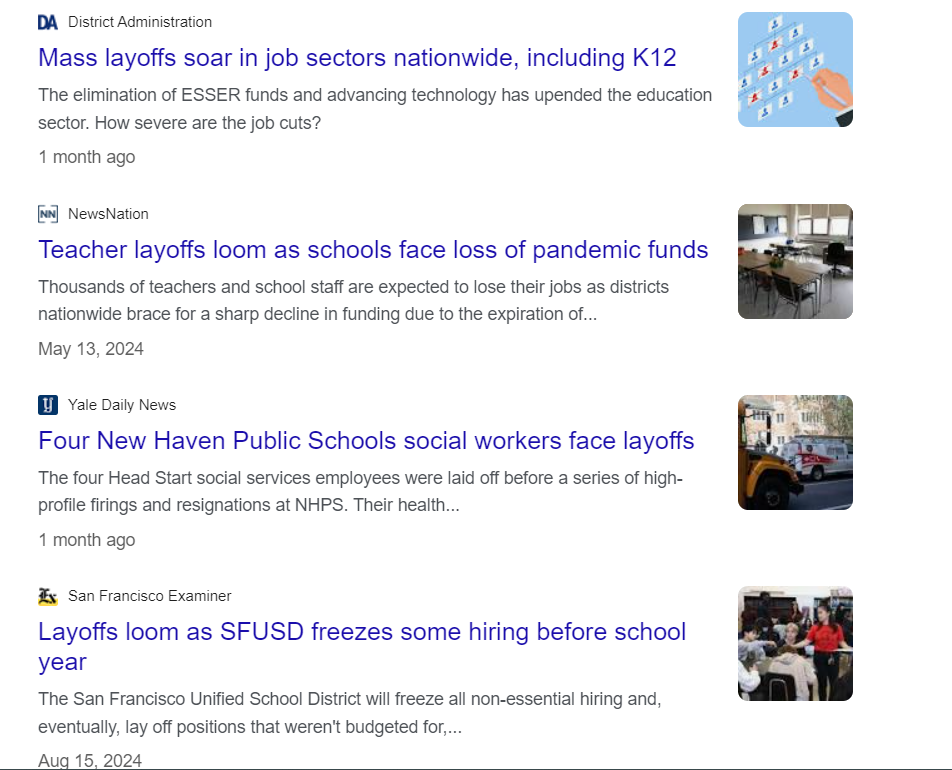 DA District Administration
Mass layoffs soar in job sectors nationwide, including K12
The elimination of ESSER funds and advancing technology has upended the education
sector. How severe are the job cuts?
1 month ago
NN NewsNation
Teacher layoffs loom as schools face loss of pandemic funds
Thousands of teachers and school staff are expected to lose their jobs as districts
nationwide brace for a sharp decline in funding due to the expiration of...
May 13, 2024
Y Yale Daily News
Four New Haven Public Schools social workers face layoffs
The four Head Start social services employees were laid off before a series of high-
profile firings and resignations at NHPS. Their health...
1 month ago
Ex San Francisco Examiner
Layoffs loom as SFUSD freezes some hiring before school
year
The San Francisco Unified School District will freeze all non-essential hiring and,
eventually, lay off positions that weren't budgeted for,...
Aug 15, 2024